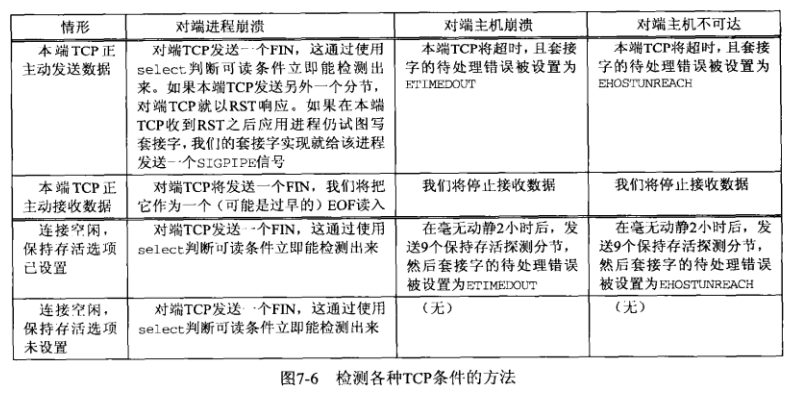 情形
对端进程崩溃
对端主机崩溃
对端主机不可达
本端TCP正
主动发送数据
对端TCP发送一个FIN，这通过使用
select判断可读条件立即能检测出
来。如果本端TCP发送另外一个分节，
对端TCP就以RST响应。如果在本端
TCP收到RST之后应用进程仍试图写
套接字，我们的套接字实现就给该进程
发送一个SIGPIPE信号
本端TCP将超时，且套接
字的待处理错误被设置为
ETIMEDOUT
本端TCP将超时，且套接
字的待处理错误被设置为
EHOSTUNREACH
本端TCP正
主动接收数据
对端TCP将发送一个FIN，我们将把
它作为一个（可能是过早的）EOF读入
我们将停止接收数据
我们将停止接收数据
连接空闲，
保持存活选项
已设置
对端TCP发送一个FIN，这通过使用
select判断可读条件立即能检测出来
在毫无动静2小时后，发
送9个保持存活探测分节，
然后套接字的待处理错误
被设置为ETIMEDOUT
在毫无动静2小时后，发
送9个保持存活探测分节，
然后套接字的待处理错误
被设置为EHOSTUNREACH
连接空闲，
保持存活选项
未设置
对端TCP发送一个FIN，这通过使用
select判断可读条件立即能检测出来
（无）
（无）
图7-6 检测各种TCP条件的方法